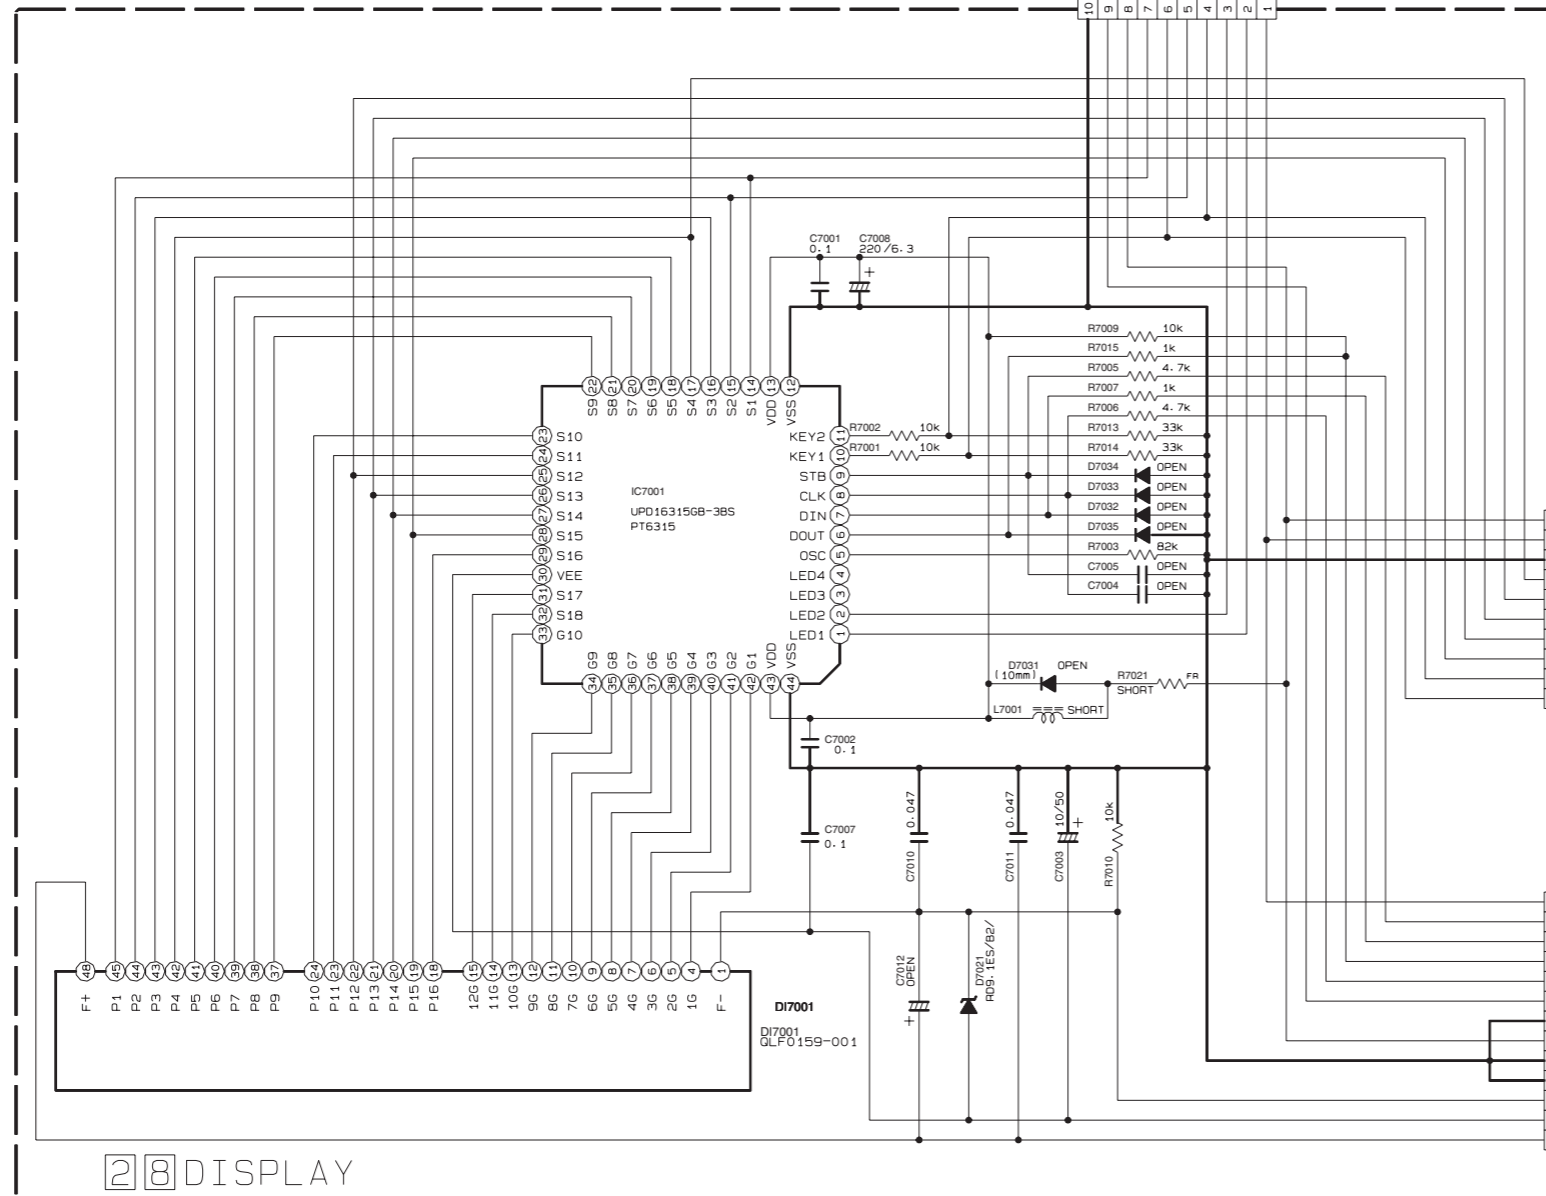 10 9 8 7 6 5 4 3 2 1
C7001 C7008
0.1 220/6.3
+
R7009 10k
R7015 1k
R7005 4.7k
R7007 1k
R7006 4.7k
R7013 33k
R7014 33k
D7034 OPEN
D7033 OPEN
D7032 OPEN
D7035 OPEN
R7003 82k
C7005 OPEN
C7004 OPEN
22 21 20 19 18 17 16 15 14 13 12
S9 S8 S7 S6 S5 S4 S3 S2 S1 VDD VSS
R7002 10k
R7001 10k
23 S10
24 S11
25 S12
26 S13
27 S14
28 S15
29 S16
30 VEE
31 S17
32 S18
33 G10
IC7001
UPD16315GB-3BS
PT6315
KEY2 11
KEY1 10
STB 9
CLK 8
DIN 7
DOUT 6
OSC 5
LED4 4
LED3 3
LED2 2
LED1 1
G9 G8 G7 G6 G5 G4 G3 G2 G1 VDD VSS
34 35 36 37 38 39 40 41 42 43 44
D7031 OPEN
(10mm)
R7021 FR
SHORT
L7001 SHORT
C7002
0.1
C7007
0.1
C7010 0.047
C7011 0.047
C7003 10/50
+
R7010 10k
C7012
OPEN
+
D7021
RD9.1ES/B2/
48 45 44 43 42 41 40 39 38 37 24 23 22 21 20 19 18 15 14 13 12 11 10 9 8 7 6 5 4 1
F+ P1 P2 P3 P4 P5 P6 P7 P8 P9 P10 P11 P12 P13 P14 P15 P16 12G 11G 10G 9G 8G 7G 6G 5G 4G 3G 2G 1G F-
DI7001
DI7001
QLF0159-001
28 DISPLAY